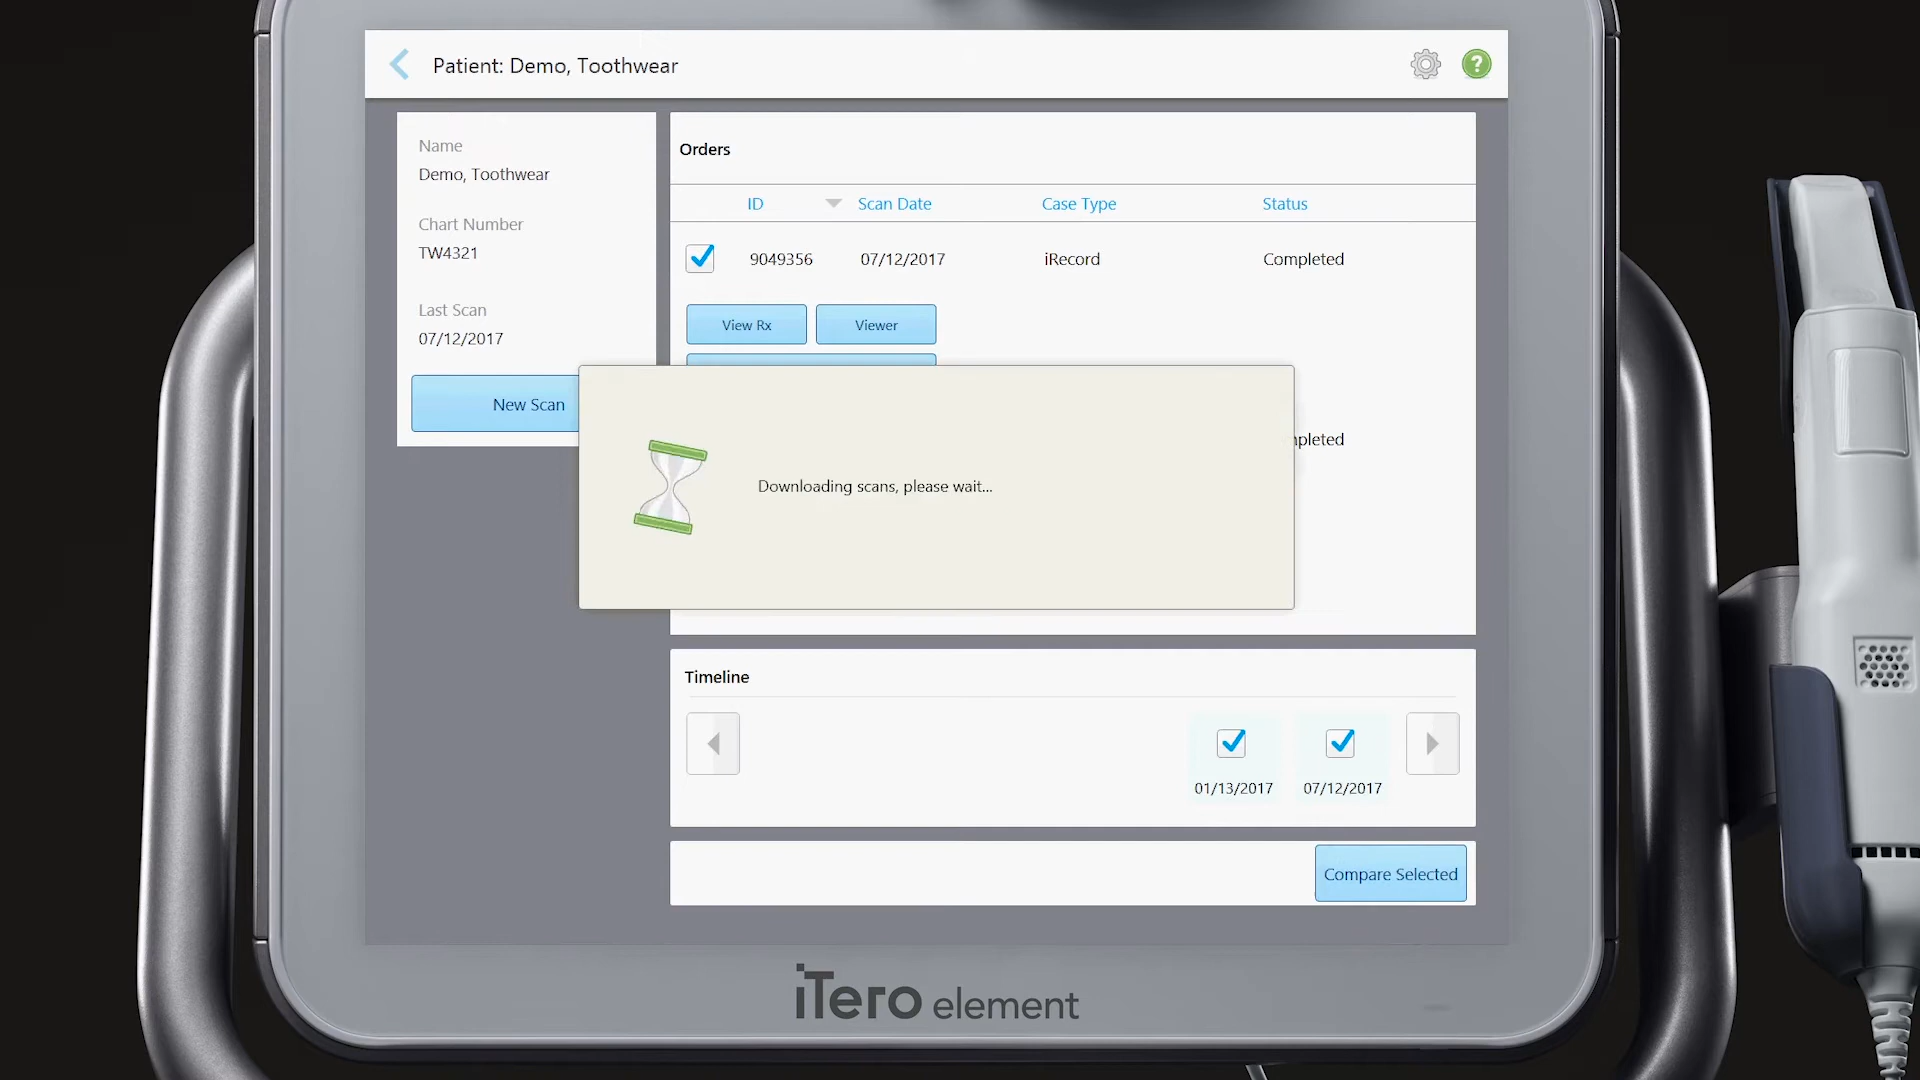 Patient: Demo, Toothwear
?
Name
Demo, Toothwear
Chart Number
TW4321
Last Scan
07/12/2017
New Scan
Orders
ID Scan Date Case Type Status
9049356 07/12/2017 iRecord Completed
View Rx Viewer
mpleted
Downloading scans, please wait...
Timeline
01/13/2017 07/12/2017
Compare Selected
iTero element